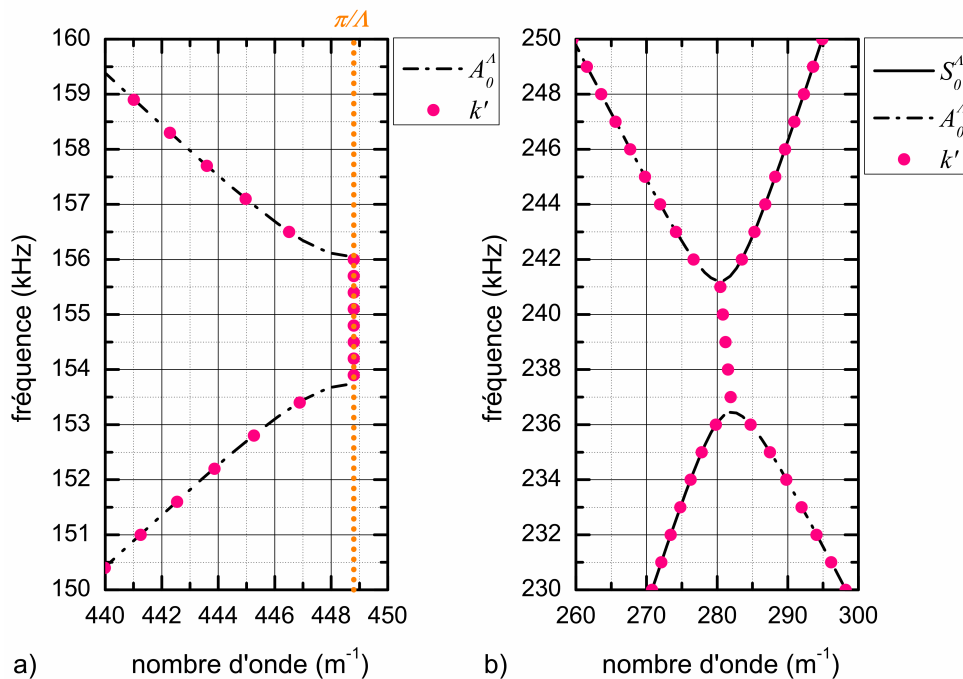 π/Λ
160
159
158
157
156
155
154
153
152
151
150
fréquence (kHz)
440 442 444 446 448 450
nombre d'onde (m⁻¹)
a)
A₀^Λ
k'
250
248
246
244
242
240
238
236
234
232
230
fréquence (kHz)
260 270 280 290 300
nombre d'onde (m⁻¹)
b)
S₀^Λ
A₀^Λ
k'